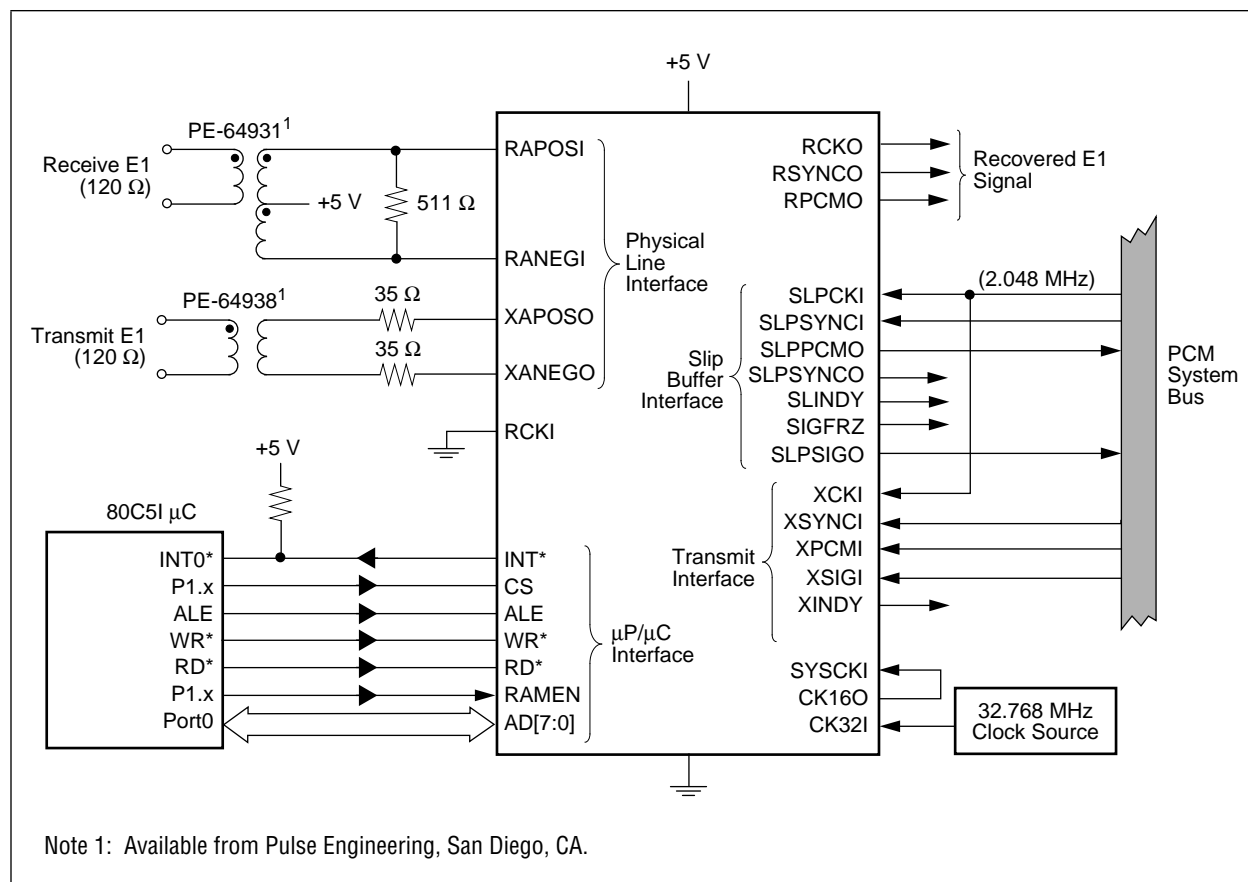 +5 V
PE-64931¹
Receive E1
(120 Ω)
+5 V
511 Ω
RAPOSI
RANEGI
Physical
Line
Interface
PE-64938¹
Transmit E1
(120 Ω)
35 Ω
35 Ω
XAPOSO
XANEGO
RCKI
+5 V
80C5I µC
INT0*
P1.x
ALE
WR*
RD*
P1.x
Port0
INT*
CS
ALE
WR*
RD*
RAMEN
AD[7:0]
µP/µC
Interface
RCKO
RSYNCO
RPCMO
Recovered E1
Signal
(2.048 MHz)
SLPCKI
SLPSYNCI
SLPPCMO
SLPSYNCO
SLINDY
SIGFRZ
SLPSIGO
Slip
Buffer
Interface
PCM
System
Bus
XCKI
XSYNCI
XPCMI
XSIGI
XINDY
Transmit
Interface
SYSCKI
CK16O
CK32I
32.768 MHz
Clock Source
Note 1: Available from Pulse Engineering, San Diego, CA.